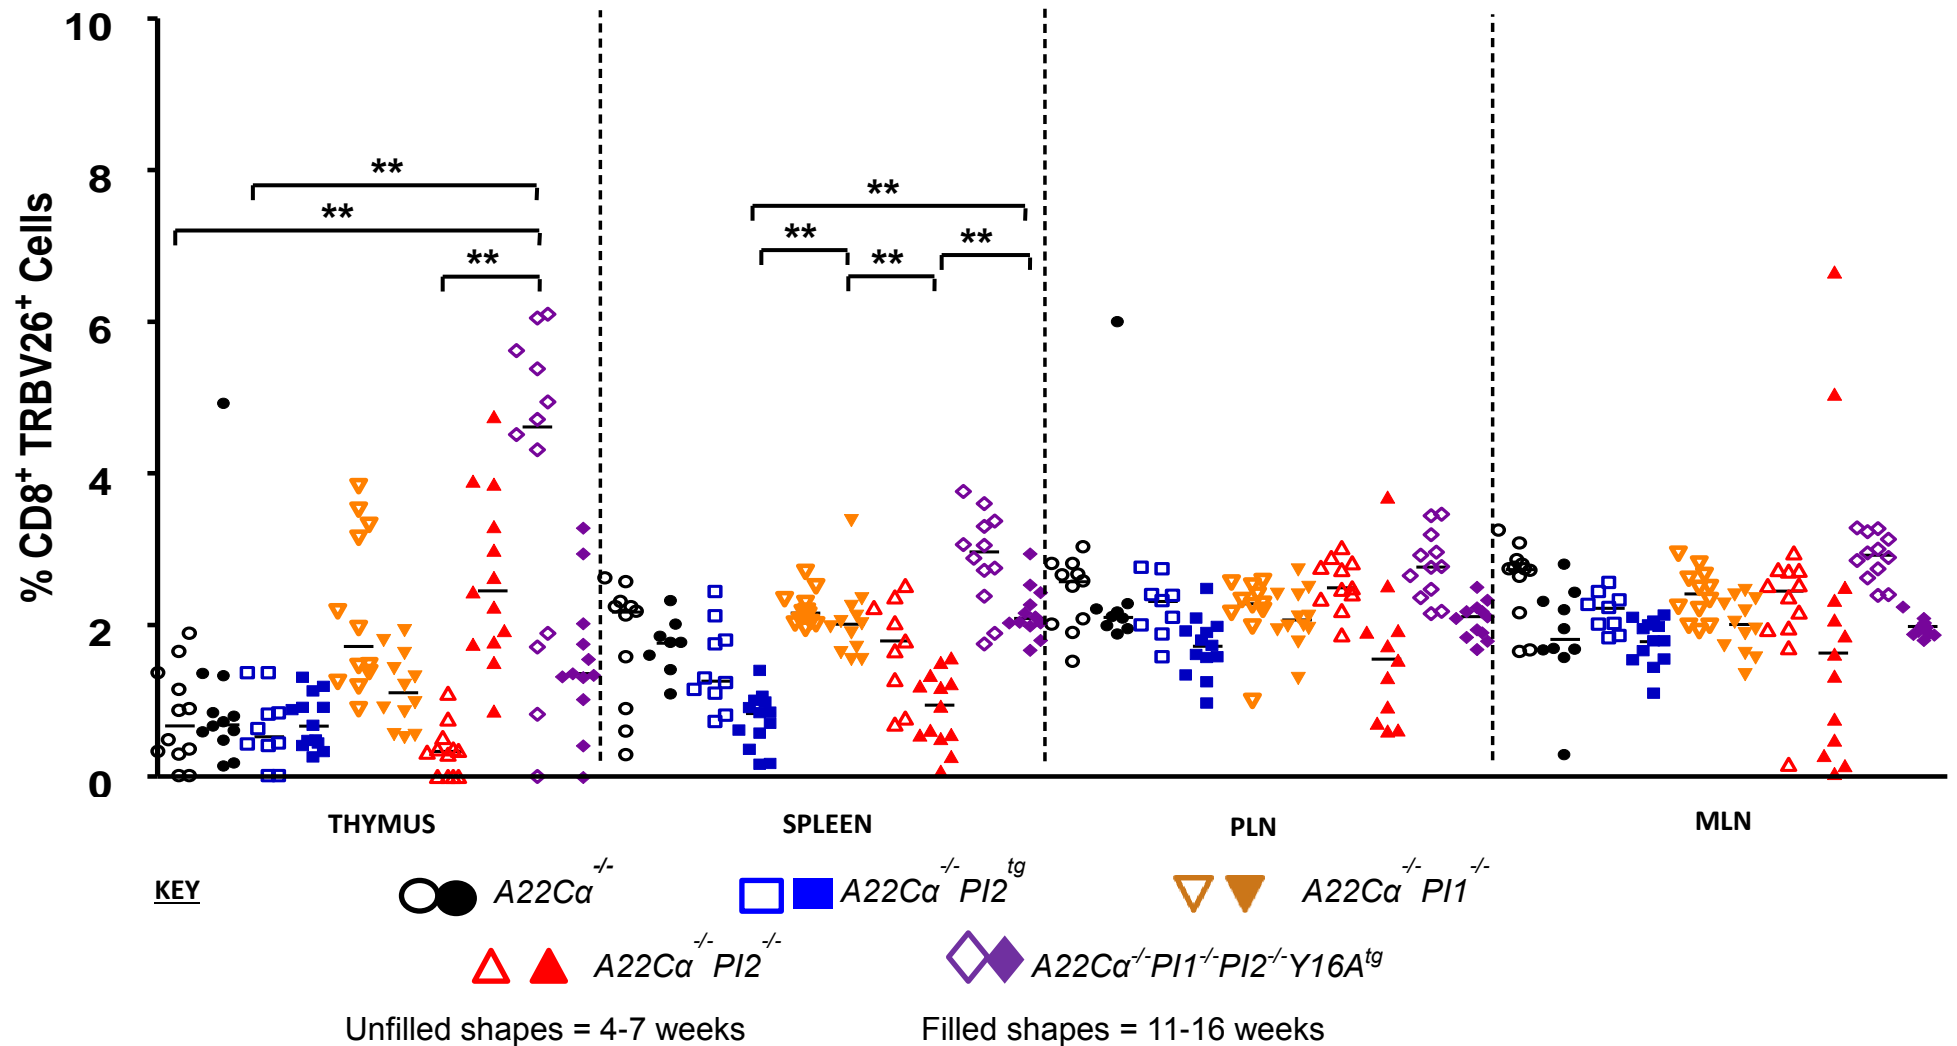 % CD8+ TRBV26+ Cells
10
8
6
4
2
0
**
**
**
**
**
**
**
THYMUS
SPLEEN
PLN
MLN
KEY
A22Cα-/-
A22Cα-/-PI2tg
A22Cα-/-PI1-/-
A22Cα-/-PI2-/-
A22Cα-/-PI1-/-PI2-/-Y16Atg
Unfilled shapes = 4-7 weeks
Filled shapes = 11-16 weeks